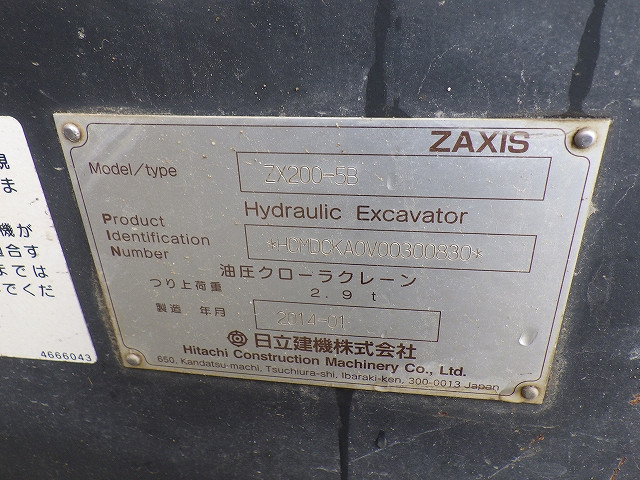 ZAXIS
Model/type ZX200-5B
Hydraulic Excavator
Product
Identification
Number
*HCMDCKA0V00300830*
油圧クローラクレーン
つり上荷重 2.9 t
製造 年月 2014-01
日立建機株式会社
Hitachi Construction Machinery Co., Ltd.
650, Kandatsu-machi, Tsuchiura-shi, Ibaraki-ken, 300-0013 Japan
ま
機が
合す
では
でくだ
4666043